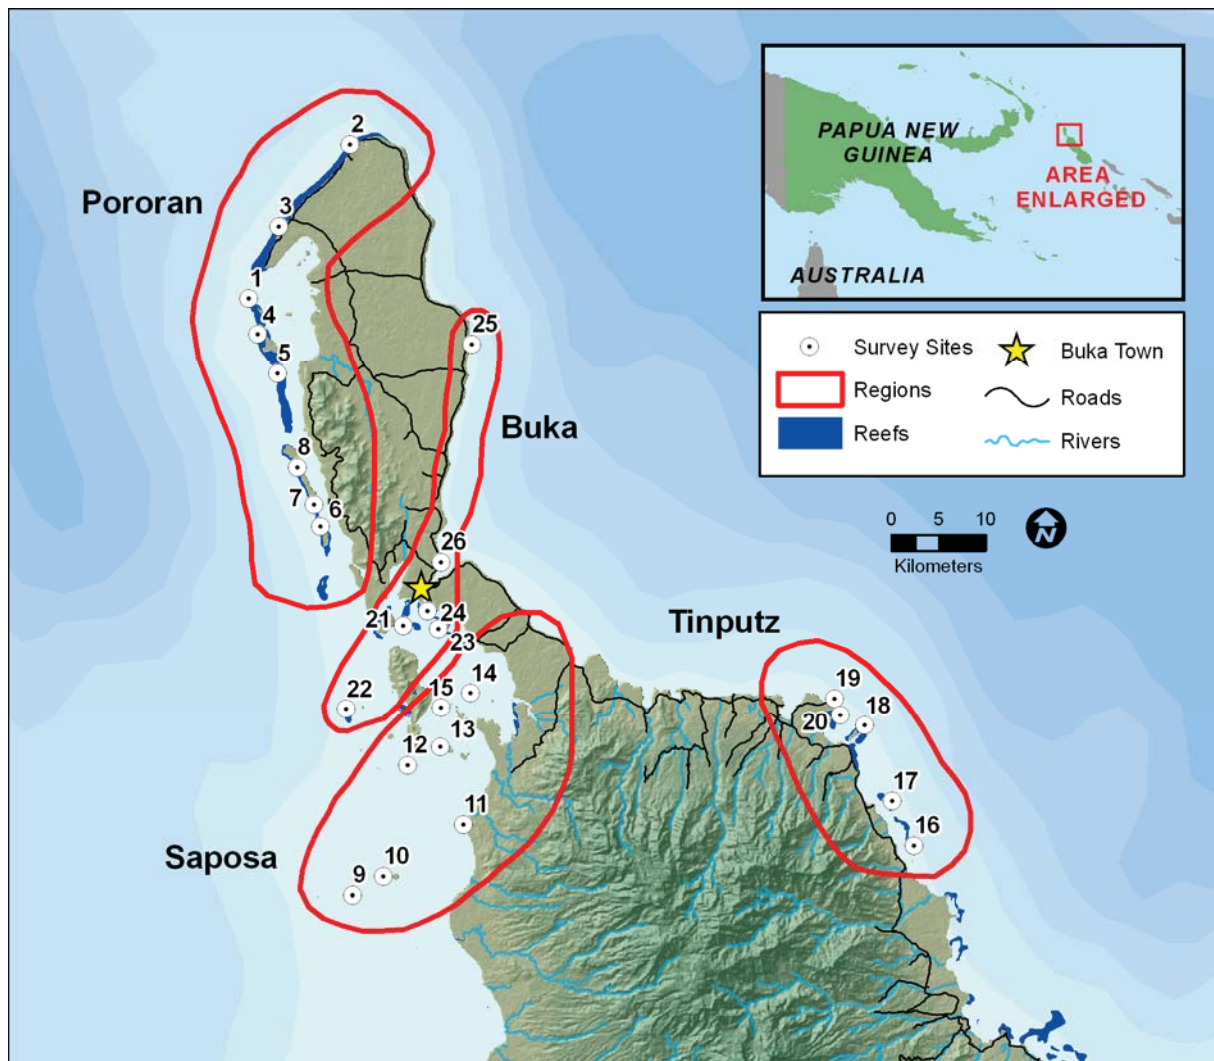 2
Pororan
3
1
4
5
25
Buka
8
7
6
26
21
24
23
22
15
14
12
13
11
Saposa
9
10
Tinputz
19
20
18
17
16
PAPUA NEW
GUINEA
AREA
ENLARGED
AUSTRALIA
Survey Sites
Buka Town
Regions
Roads
Reefs
Rivers
0 5 10
Kilometers
N